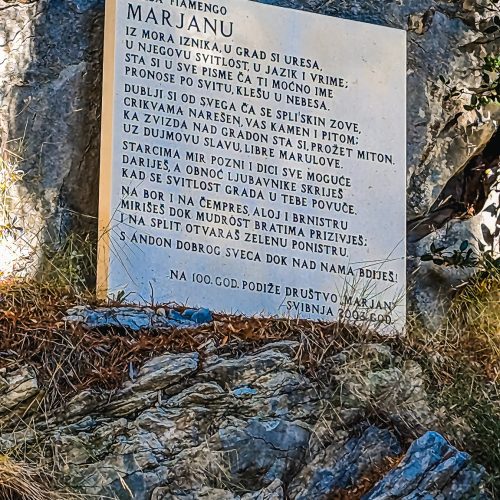 FIAMENGO
MARJANU
IZ MORA IZNIKA, U GRAD SI URESA,
U NJEGOVU SVITLOST, U JAZIK I VRIME;
STA SI U SVE PISME ČA TI MOČNO IME
PRONOSE PO SVITU, KLEŠU U NEBESA.
DUBLJI SI OD SVEGA ČA SE SPLI'SKIN ZOVE,
CRIKVAMA NAREŠEN, VAS KAMEN I PITOM;
KA ZVIZDA NAD GRADON STA SI, PROŽET MITON.
UZ DUJMOVU SLAVU, LIBRE MARULOVE.
STARCIMA MIR POZNI I DICI SVE MOGUĆE
DARIJEŠ, A OBNOĆ LJUBAVNIKE SKRIJEŠ
KAD SE SVITLOST GRADA U TEBE POVUČE.
NA BOR I NA ČEMPRES, ALOJ I BRNISTRU
MIRIŠEŠ DOK MUDROST BRATIMA PRIZIVJEŠ;
I NA SPLIT OTVARAŠ ZELENU PONISTRU.
S ÅNDON DOBROG SVECA DOK NAD NAMA BDIJEŠ!
NA 100. GOD. PODIŽE DRUŠTVO „MARJAN"
SVIBNJA 2003. GOD.